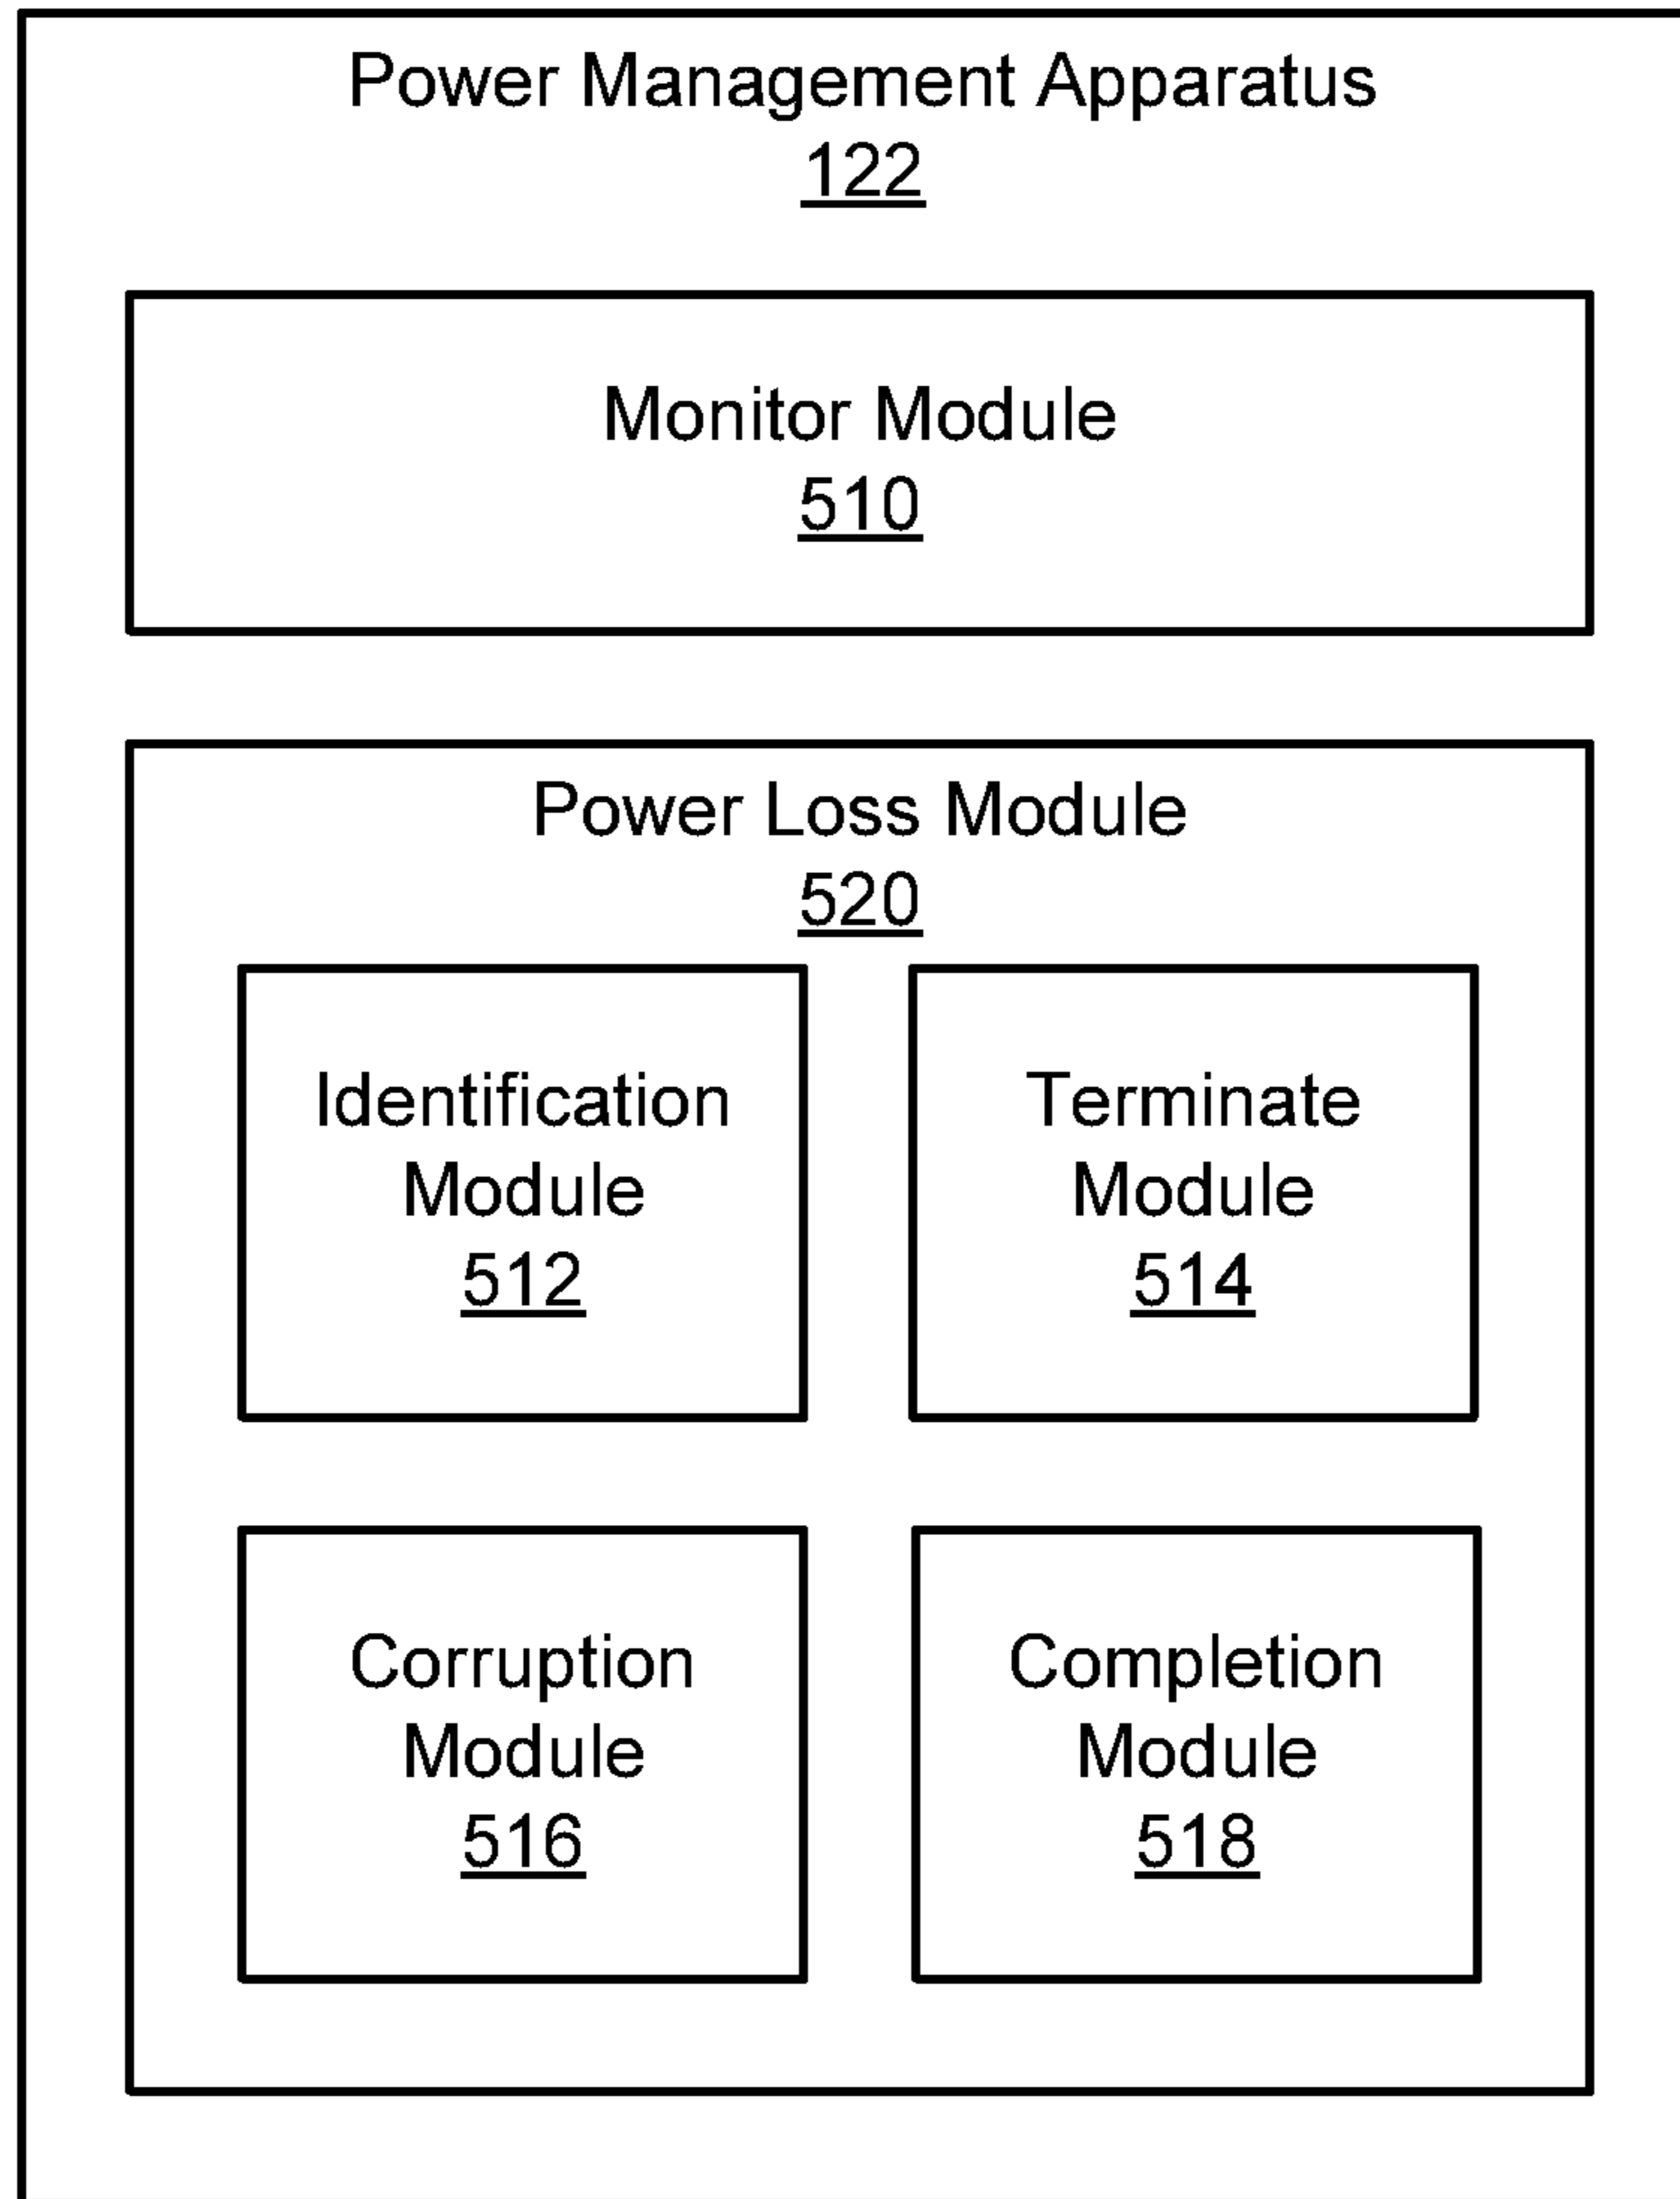 Power Management Apparatus
122
Monitor Module
510
Power Loss Module
520
Identification
Module
512
Terminate
Module
514
Corruption
Module
516
Completion
Module
518